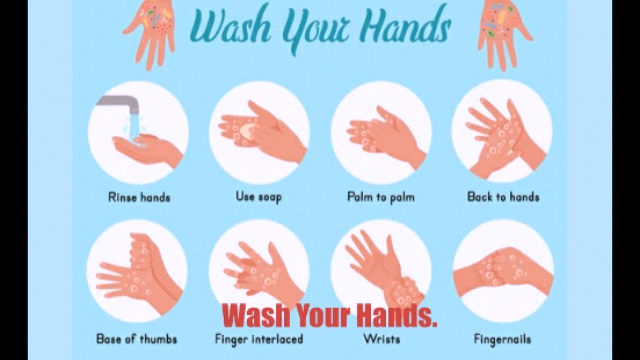 Wash Your Hands
Rinse hands
Use soap
Palm to palm
Back to hands
Wash Your Hands.
Base of thumbs
Finger interlaced
Wrists
Fingernails